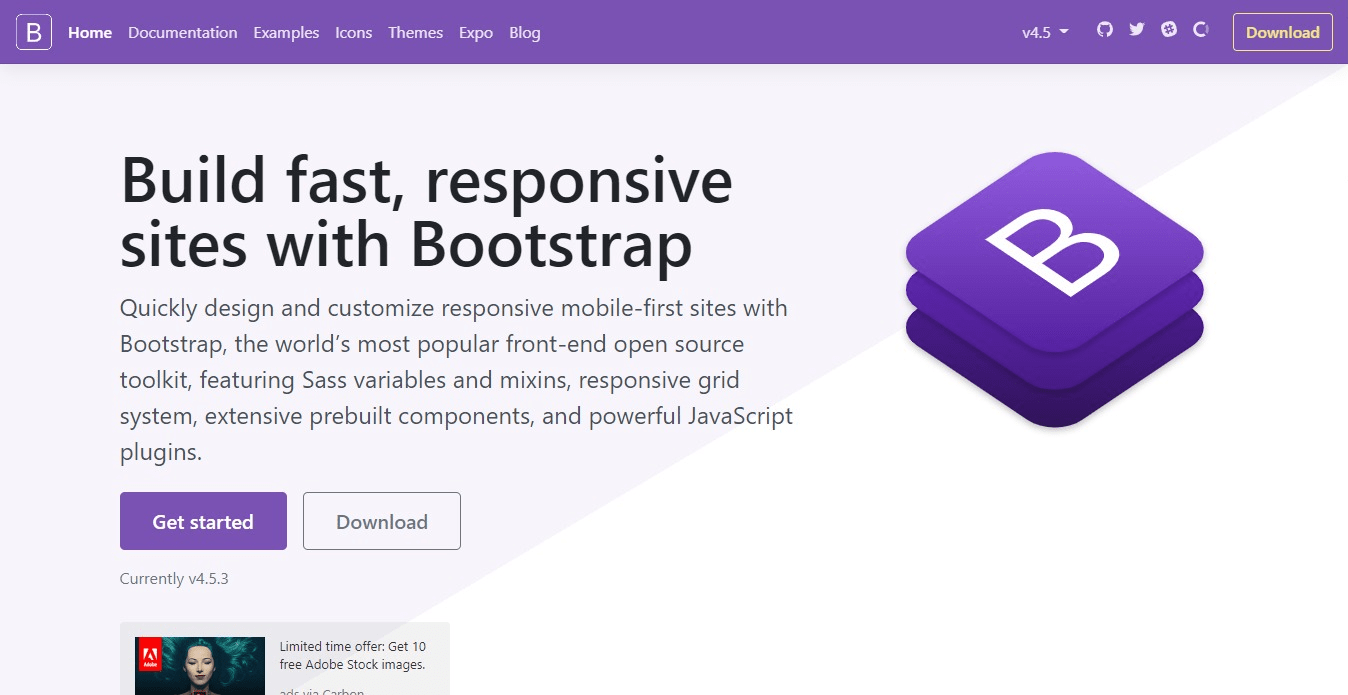 B Home Documentation Examples Icons Themes Expo Blog v4.5 Download
Build fast, responsive
sites with Bootstrap
B
Quickly design and customize responsive mobile-first sites with
Bootstrap, the world’s most popular front-end open source
toolkit, featuring Sass variables and mixins, responsive grid
system, extensive prebuilt components, and powerful JavaScript
plugins.
Get started Download
Currently v4.5.3
Limited time offer: Get 10
free Adobe Stock images.
Adobe
ads via Carbon